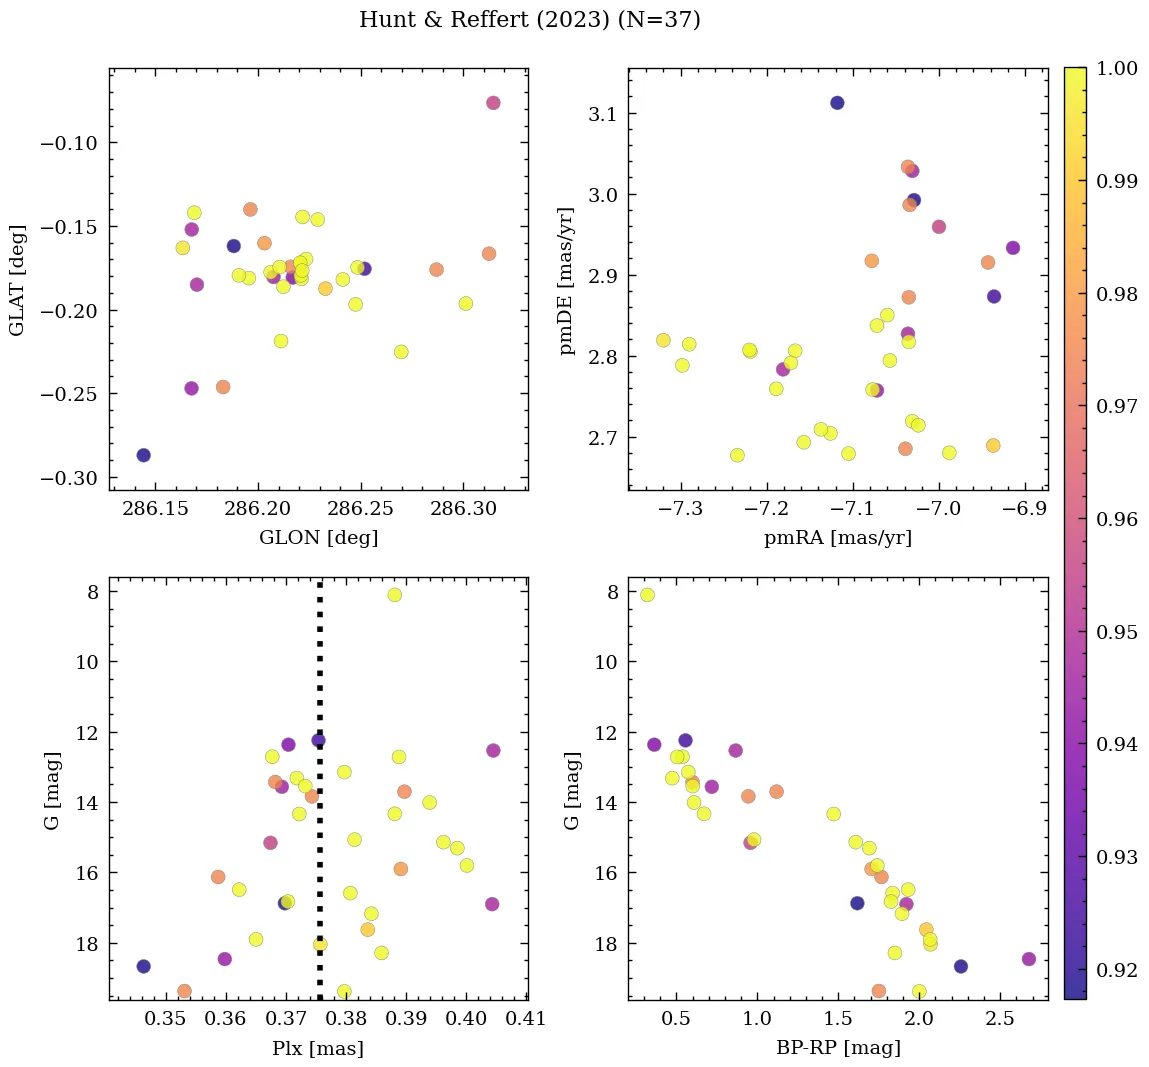 Hunt & Reffert (2023) (N=37)
−0.10
−0.15
−0.20
−0.25
−0.30
GLAT [deg]
286.15 286.20 286.25 286.30
GLON [deg]
3.1
3.0
2.9
2.8
2.7
pmDE [mas/yr]
−7.3 −7.2 −7.1 −7.0 −6.9
pmRA [mas/yr]
8
10
12
14
16
18
G [mag]
0.35 0.36 0.37 0.38 0.39 0.40 0.41
Plx [mas]
8
10
12
14
16
18
G [mag]
0.5 1.0 1.5 2.0 2.5
BP-RP [mag]
1.00
0.99
0.98
0.97
0.96
0.95
0.94
0.93
0.92